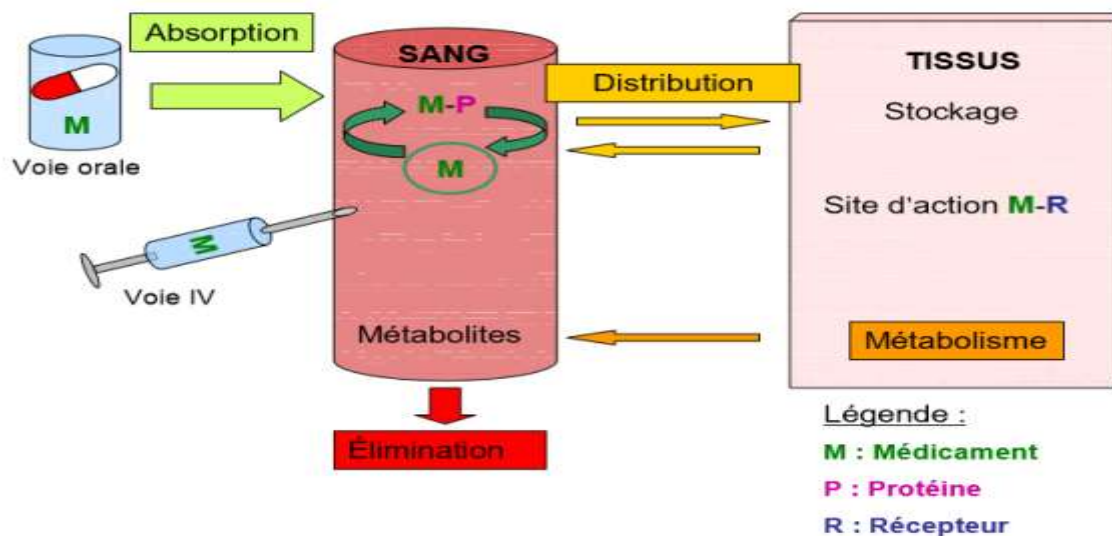 Absorption
M
Voie orale
SANG
M-P
M
M
Voie IV
Métabolites
Élimination
Distribution
TISSUS
Stockage
Site d'action M-R
Métabolisme
Légende :
M : Médicament
P : Protéine
R : Récepteur